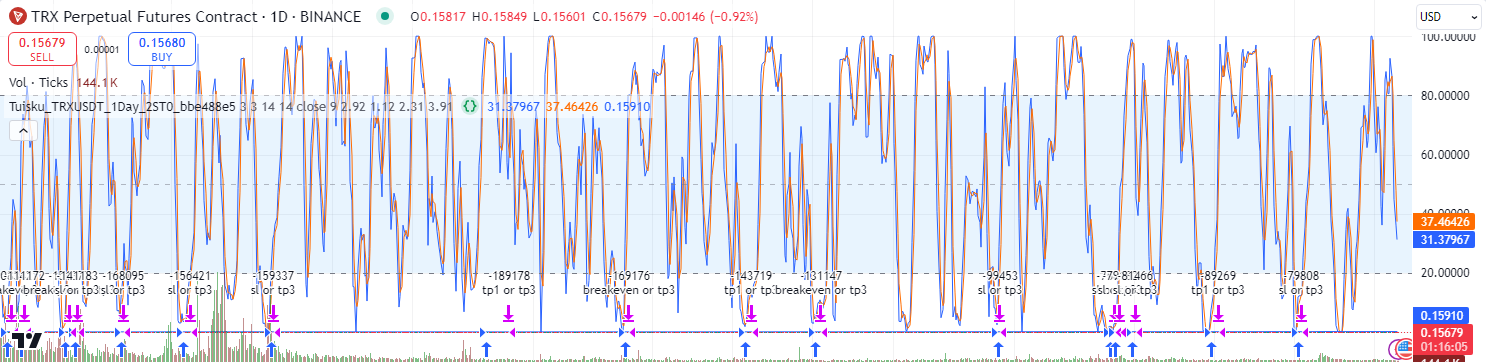 TRX Perpetual Futures Contract · 1D · BINANCE O0.15817 H0.15849 L0.15601 C0.15679 −0.00146 (−0.92%)
USD
0.15679
SELL
0.00001
0.15680
BUY
Vol · Ticks 144.1K
Tuisku_TRXUSDT_1Day_2ST0_bbe488e5 3 3 14 14 close 9 2.92 1.12 2.31 3.91 31.37967 37.46426 0.15910
100.00000
80.00000
60.00000
40.00000
37.46426
31.37967
20.00000
-168095 -156421 -159337 -189178 -169176 -143719 -131147 -99453 -89269 -79808
sl or tp3 sl or tp3 tp1 or tp3 breakeven or tp3 breakeven or tp3 sl or tp3 tp1 or tp3 sl or tp3
0.15910
0.15679
01:16:05